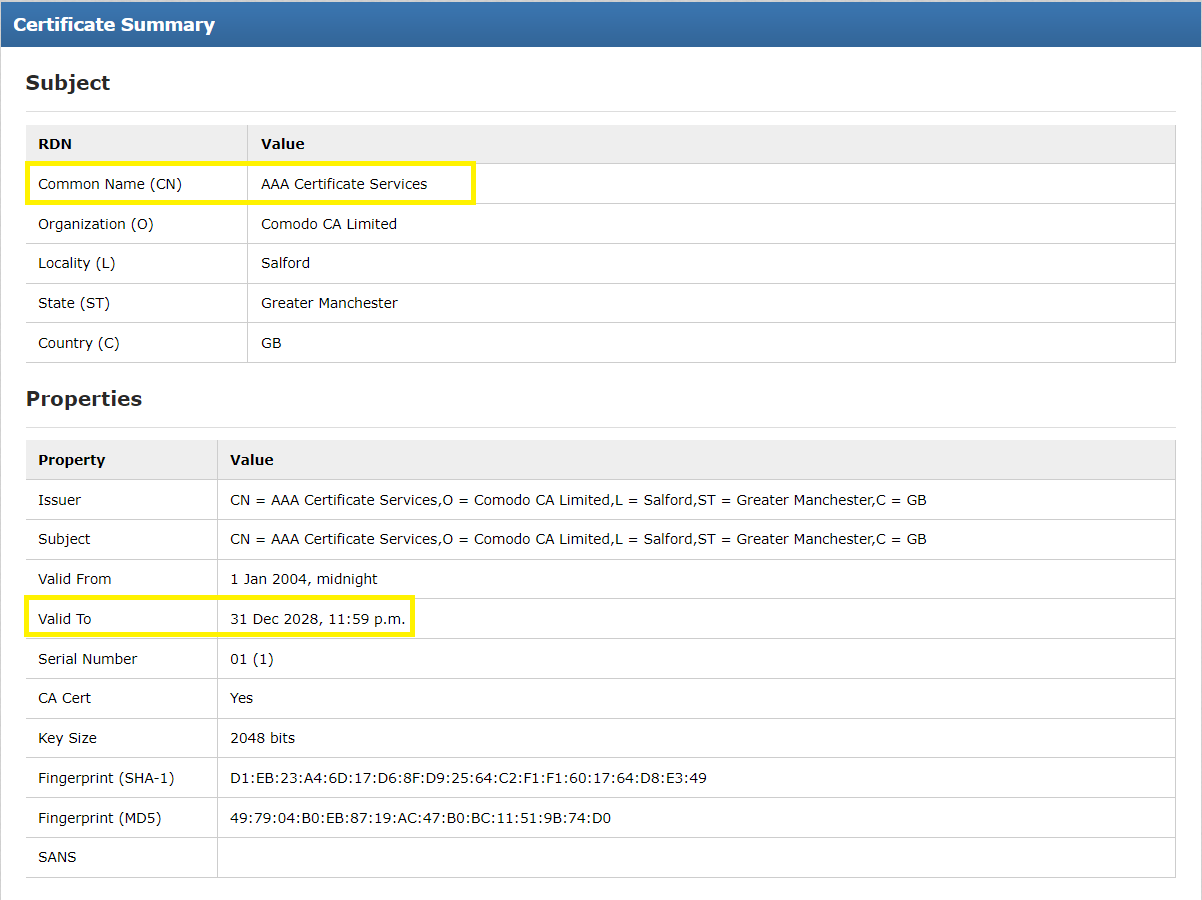 Certificate Summary
Subject
RDN Value
Common Name (CN) AAA Certificate Services
Organization (O) Comodo CA Limited
Locality (L) Salford
State (ST) Greater Manchester
Country (C) GB
Properties
Property Value
Issuer CN = AAA Certificate Services,O = Comodo CA Limited,L = Salford,ST = Greater Manchester,C = GB
Subject CN = AAA Certificate Services,O = Comodo CA Limited,L = Salford,ST = Greater Manchester,C = GB
Valid From 1 Jan 2004, midnight
Valid To 31 Dec 2028, 11:59 p.m.
Serial Number 01 (1)
CA Cert Yes
Key Size 2048 bits
Fingerprint (SHA-1) D1:EB:23:A4:6D:17:D6:8F:D9:25:64:C2:F1:F1:60:17:64:D8:E3:49
Fingerprint (MD5) 49:79:04:B0:EB:87:19:AC:47:B0:BC:11:51:9B:74:D0
SANS